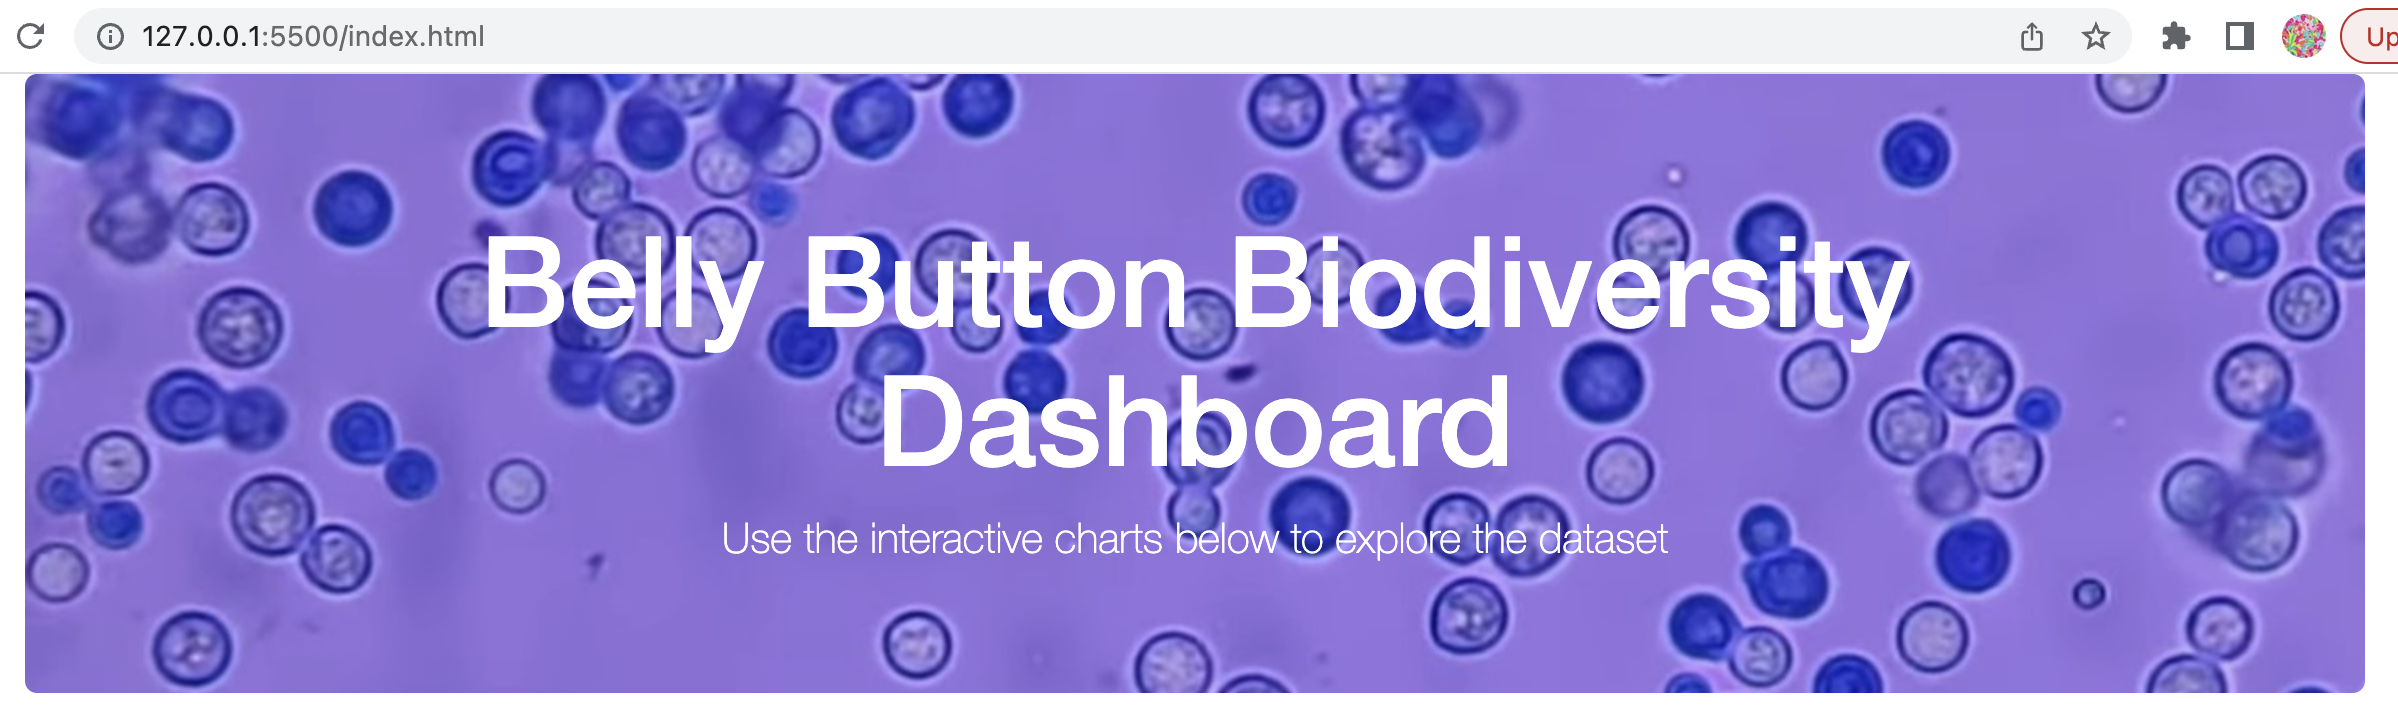 127.0.0.1:5500/index.html
Up
Belly Button Biodiversity
Dashboard
Use the interactive charts below to explore the dataset